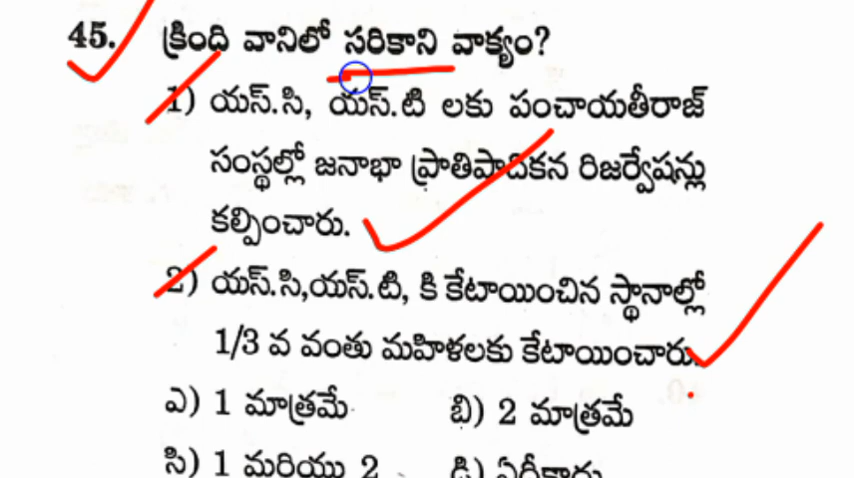 45. క్రింది వానిలో సరికాని వాక్యం?
1) యస్.సి, యస్.టి లకు పంచాయతీరాజ్
సంస్థల్లో జనాభా ప్రాతిపాదికన రిజర్వేషన్లు
కల్పించారు.
2) యస్.సి,యస్.టి, కి కేటాయించిన స్థానాల్లో
1/3 వ వంతు మహిళలకు కేటాయించారు.
ఎ) 1 మాత్రమే బి) 2 మాత్రమే
సి) 1 మరియు 2 డి) ఏదీకాదు